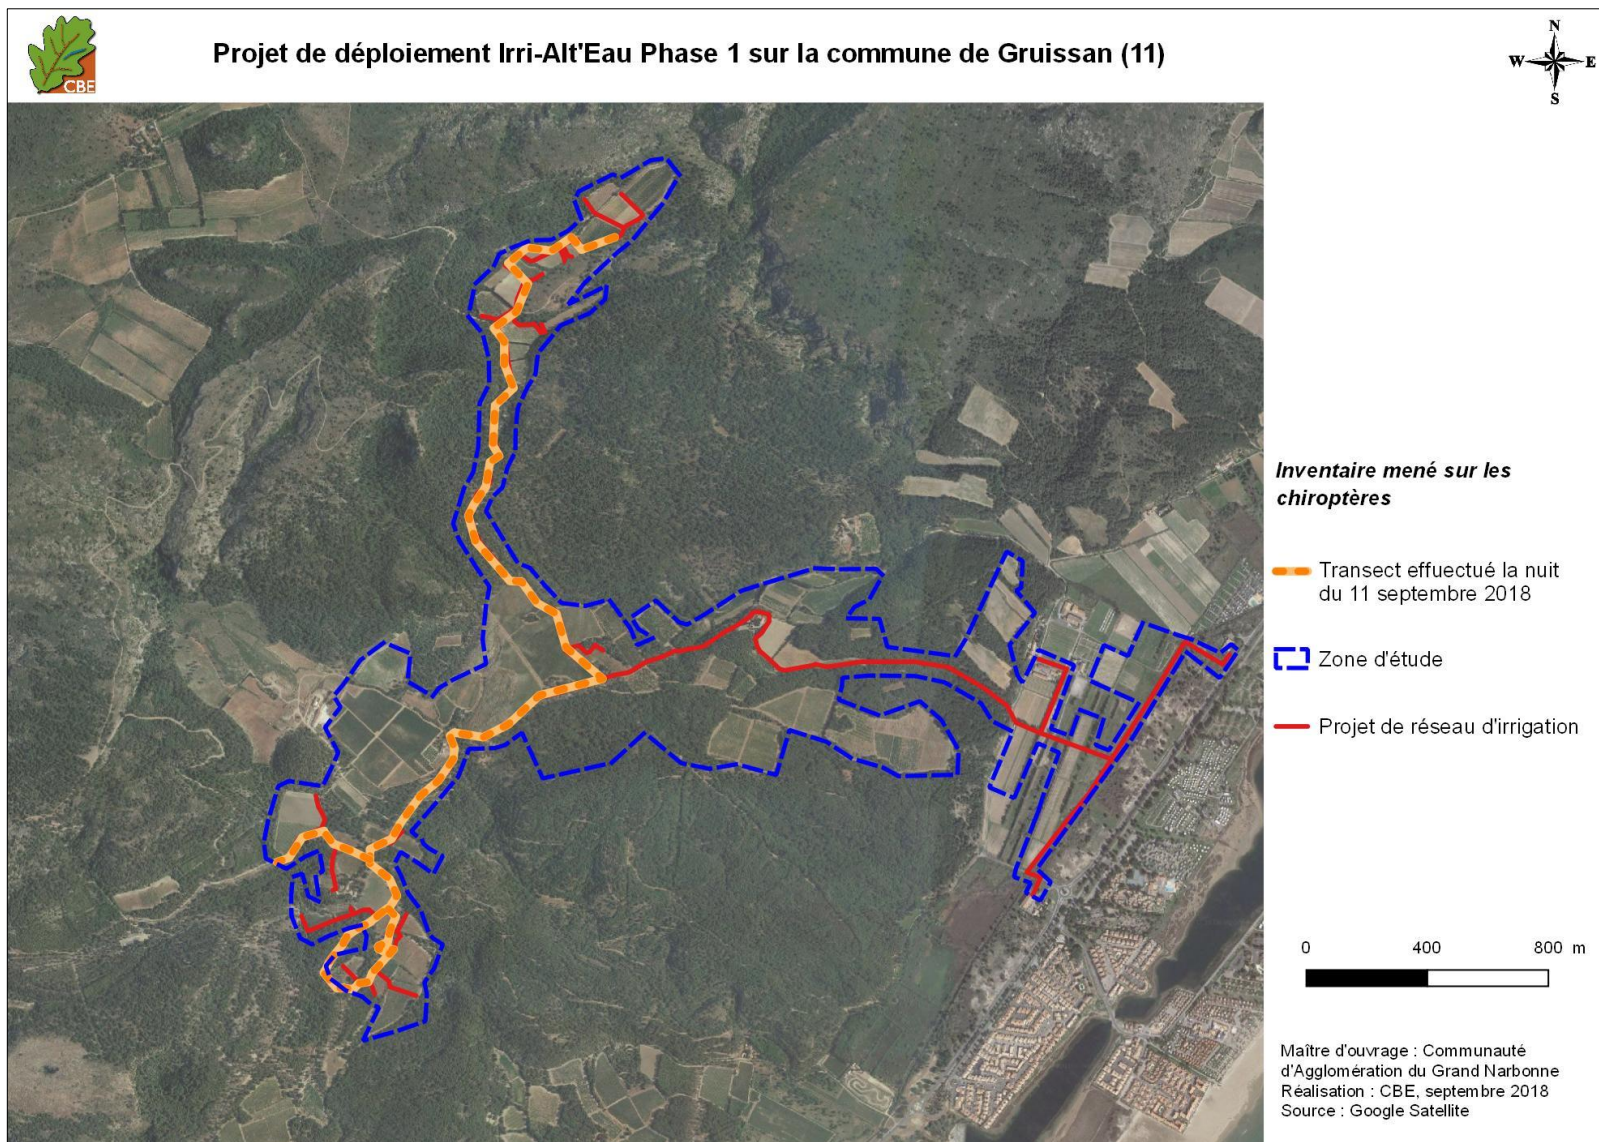 CBE
Projet de déploiement Irri-Alt'Eau Phase 1 sur la commune de Gruissan (11)
N
W E
S
Inventaire mené sur les
chiroptères
Transect effuectué la nuit
du 11 septembre 2018
Zone d'étude
Projet de réseau d'irrigation
0 400 800 m
Maître d'ouvrage : Communauté
d'Agglomération du Grand Narbonne
Réalisation : CBE, septembre 2018
Source : Google Satellite